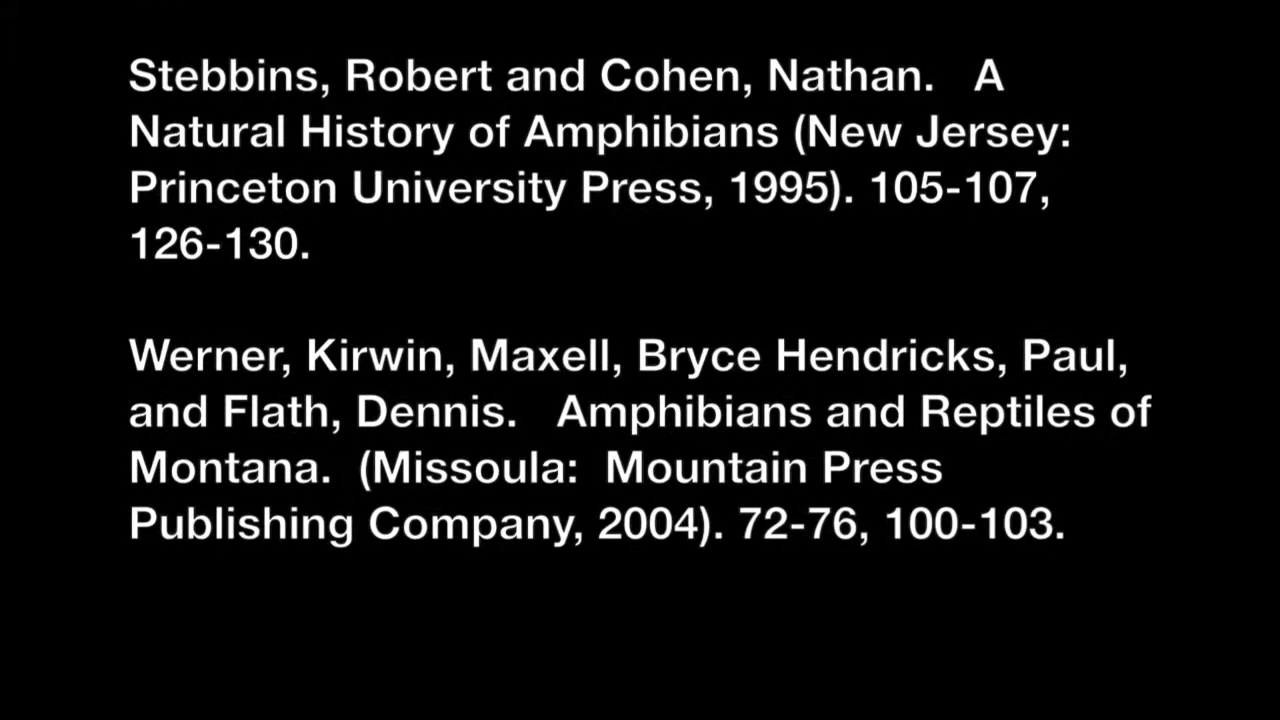 Stebbins, Robert and Cohen, Nathan.   A
Natural History of Amphibians (New Jersey:
Princeton University Press, 1995). 105-107,
126-130.
Werner, Kirwin, Maxell, Bryce Hendricks, Paul,
and Flath, Dennis.   Amphibians and Reptiles of
Montana.  (Missoula:  Mountain Press
Publishing Company, 2004). 72-76, 100-103.